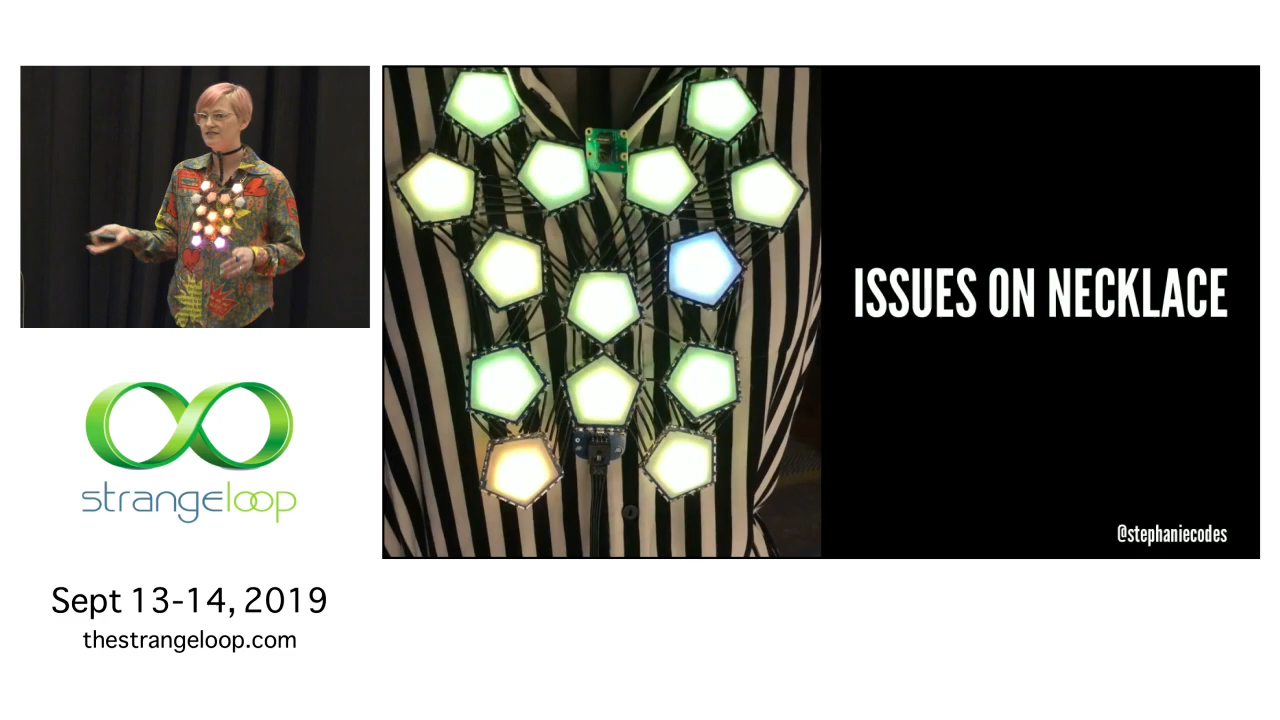 ISSUES ON NECKLACE
@stephaniecodes
strangeloop
Sept 13-14, 2019
thestrangeloop.com